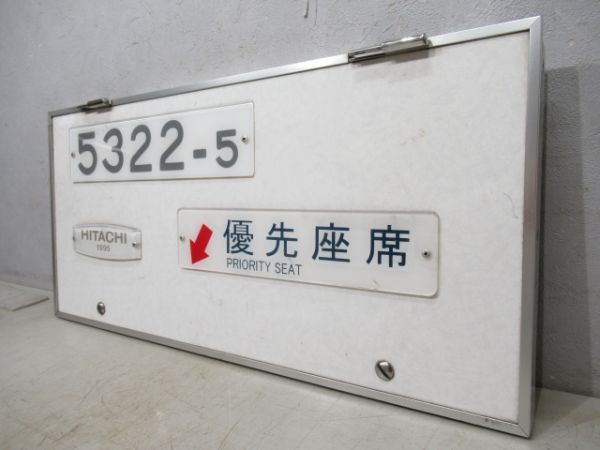 5322-5
HITACHI
1995
優先座席
PRIORITY SEAT